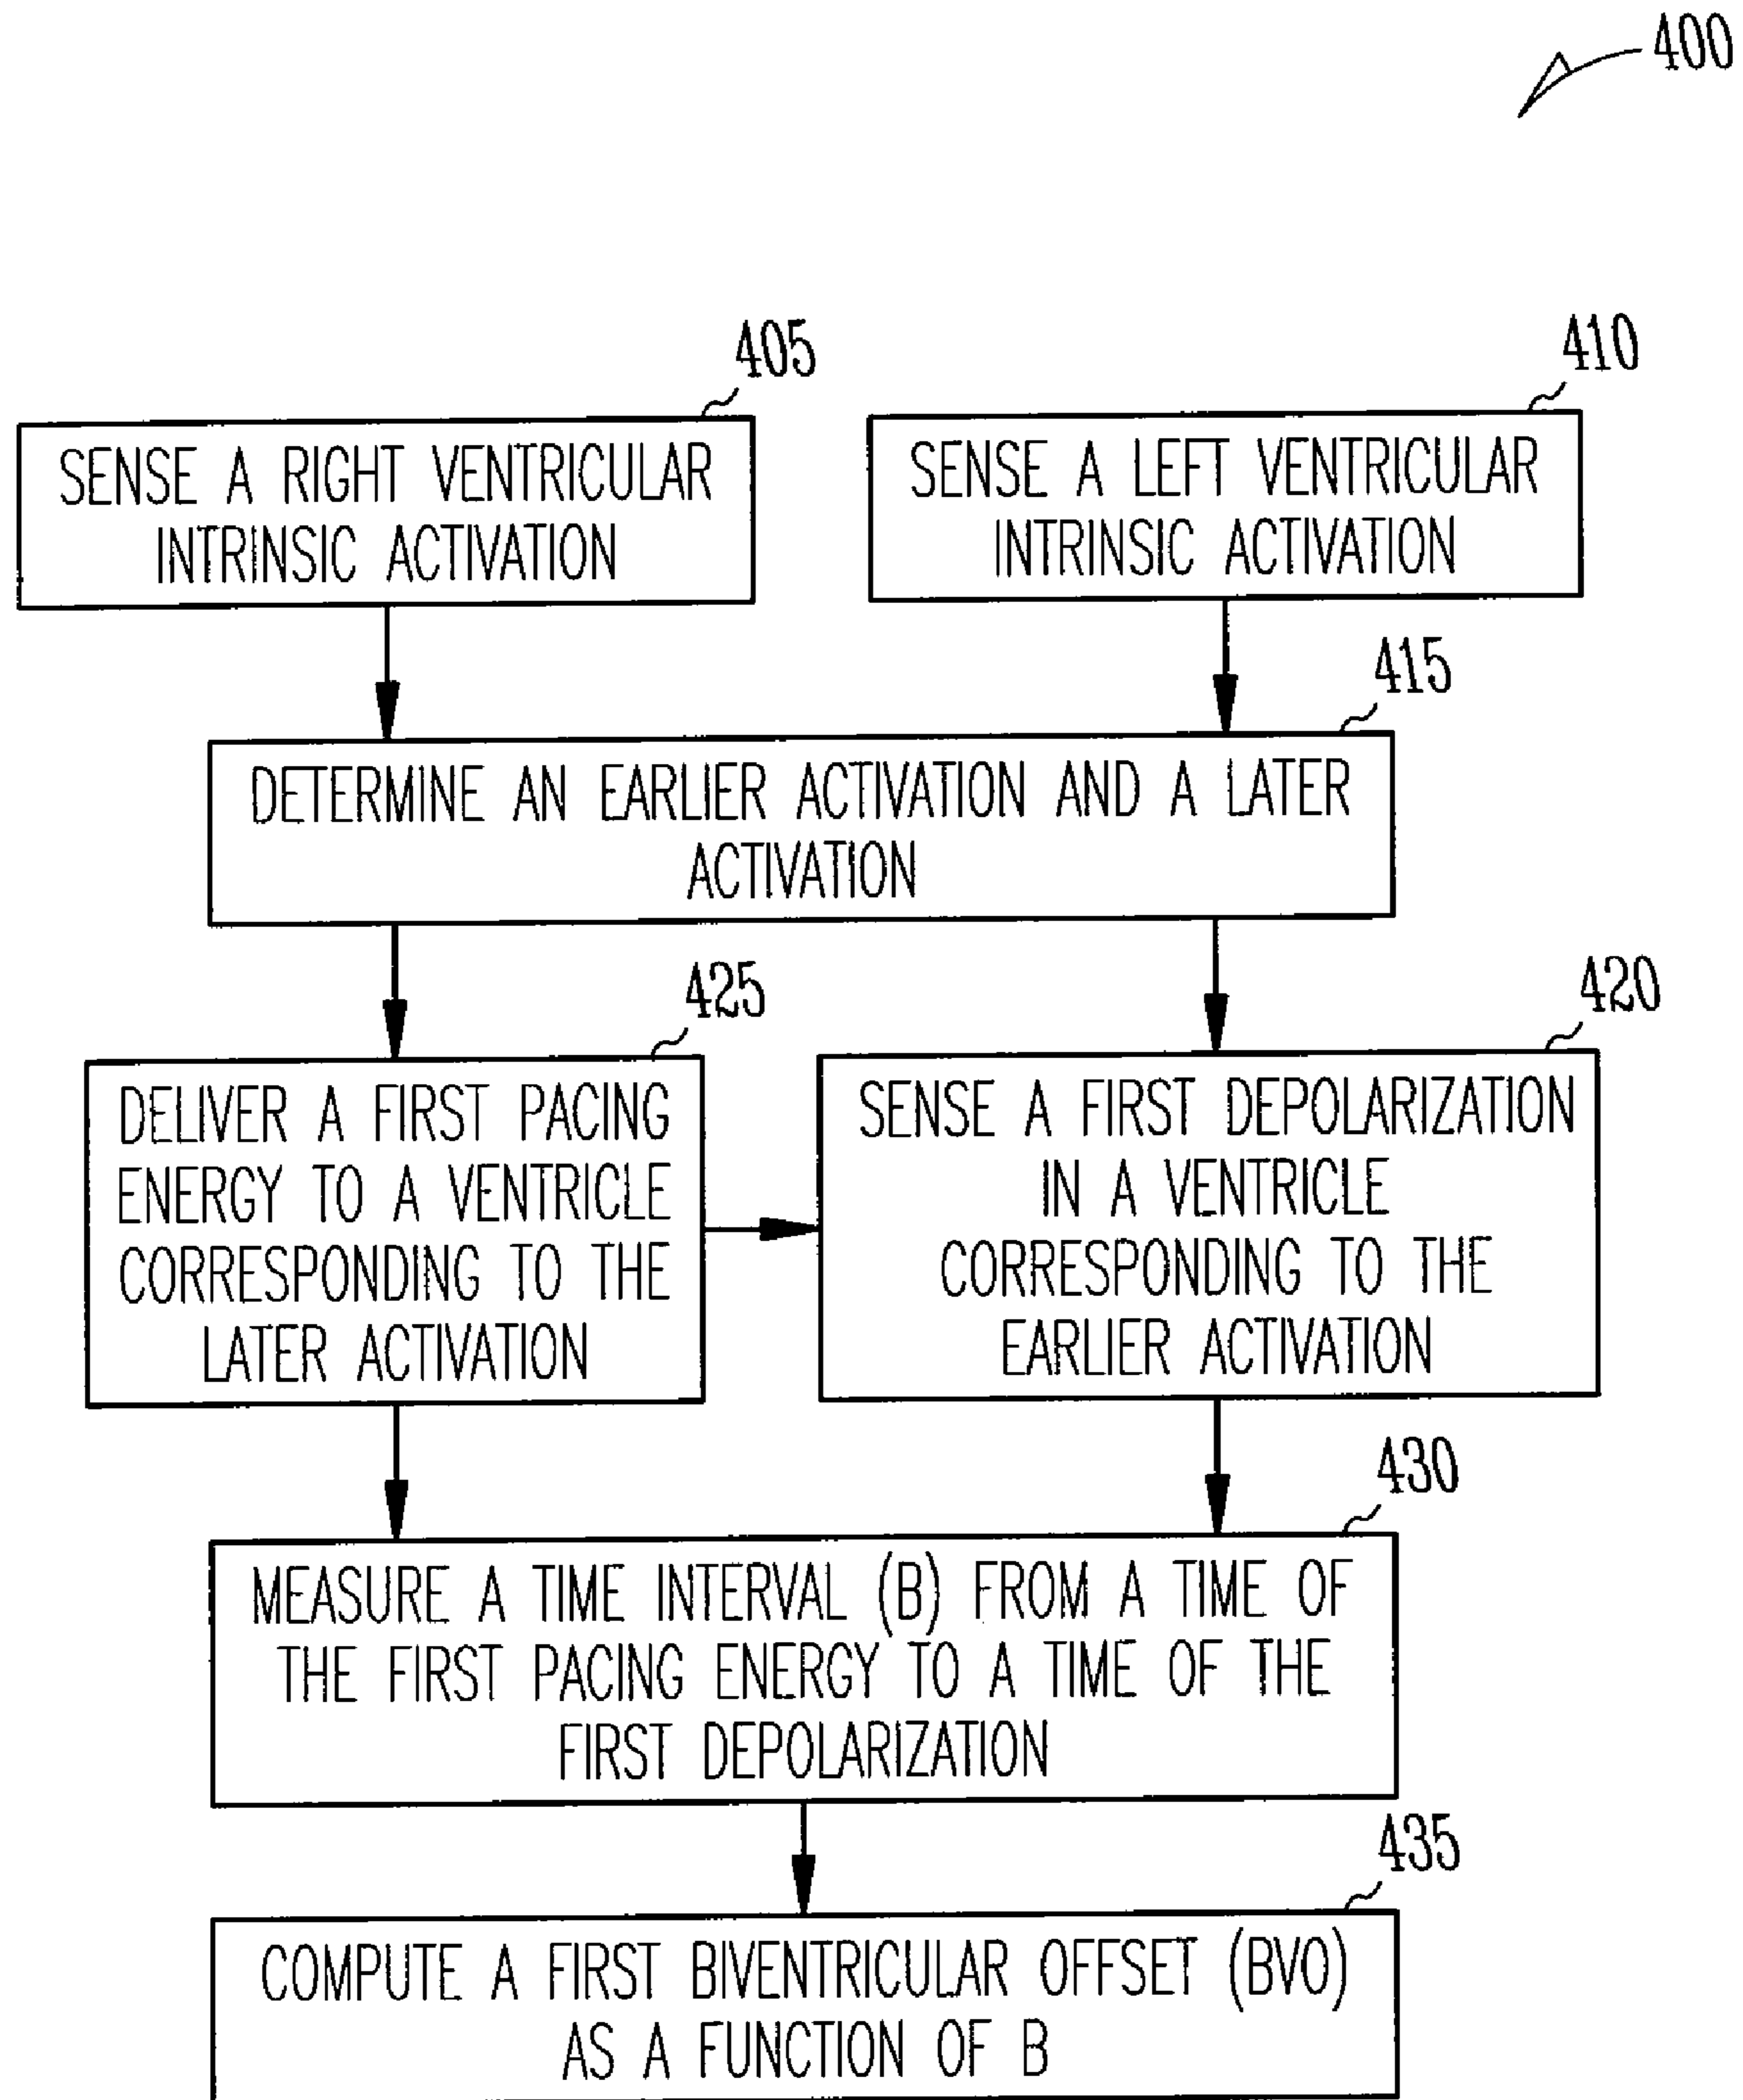 400
405
SENSE A RIGHT VENTRICULAR
INTRINSIC ACTIVATION
410
SENSE A LEFT VENTRICULAR
INTRINSIC ACTIVATION
415
DETERMINE AN EARLIER ACTIVATION AND A LATER
ACTIVATION
425
DELIVER A FIRST PACING
ENERGY TO A VENTRICLE
CORRESPONDING TO THE
LATER ACTIVATION
420
SENSE A FIRST DEPOLARIZATION
IN A VENTRICLE
CORRESPONDING TO THE
EARLIER ACTIVATION
430
MEASURE A TIME INTERVAL (B) FROM A TIME OF
THE FIRST PACING ENERGY TO A TIME OF THE
FIRST DEPOLARIZATION
435
COMPUTE A FIRST BIVENTRICULAR OFFSET (BVO)
AS A FUNCTION OF B